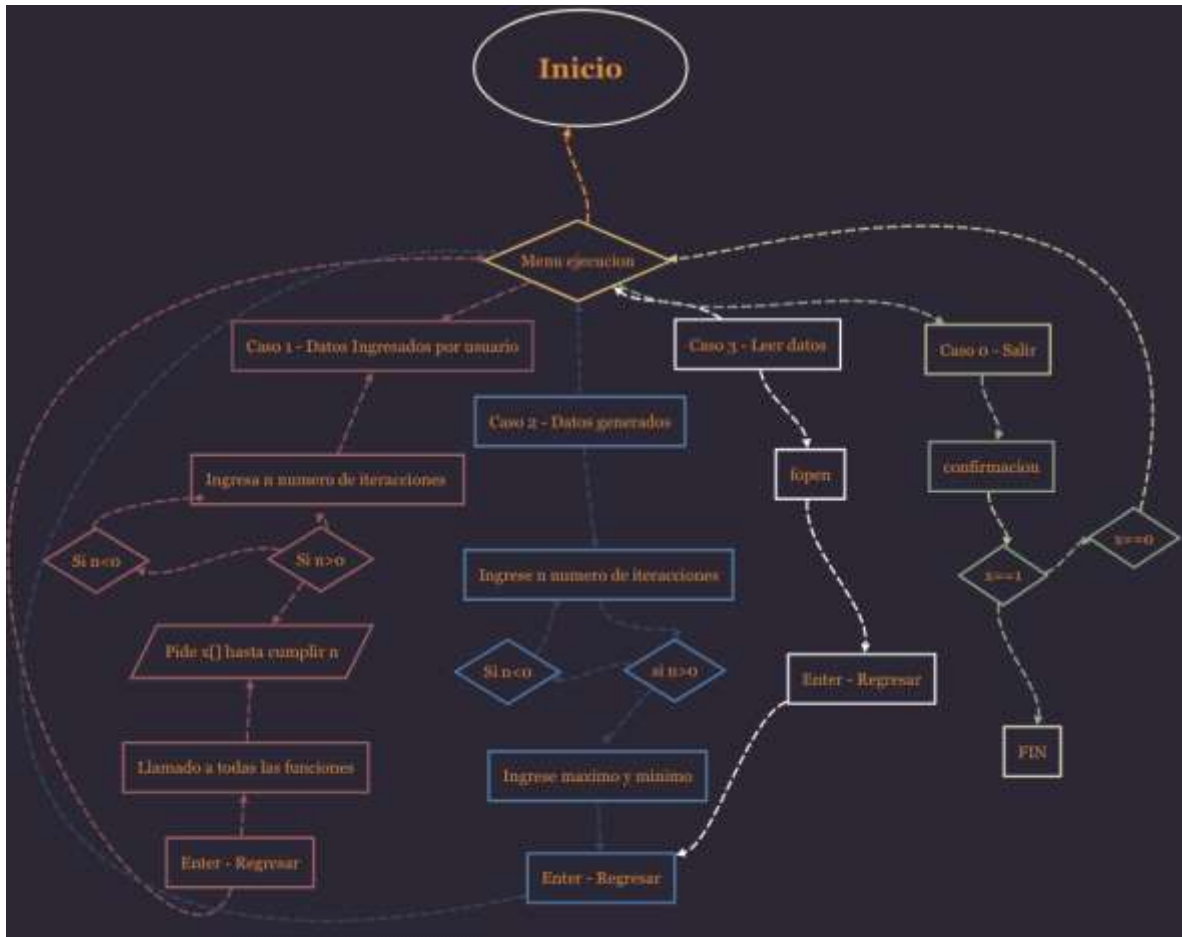 Inicio
Menu ejecucion
Caso 1 - Datos Ingresados por usuario
Caso 3 - Leer datos
Caso 0 - Salir
Caso 2 - Datos generados
Ingresa n numero de iteracciones
fopen
confirmacion
Si n<0
Si n>0
Ingrese n numero de iteracciones
x==1
x==0
Pide x[] hasta cumplir n
Si n<0
si n>0
Enter - Regresar
Llamado a todas las funciones
Ingrese maximo y minimo
FIN
Enter - Regresar
Enter - Regresar